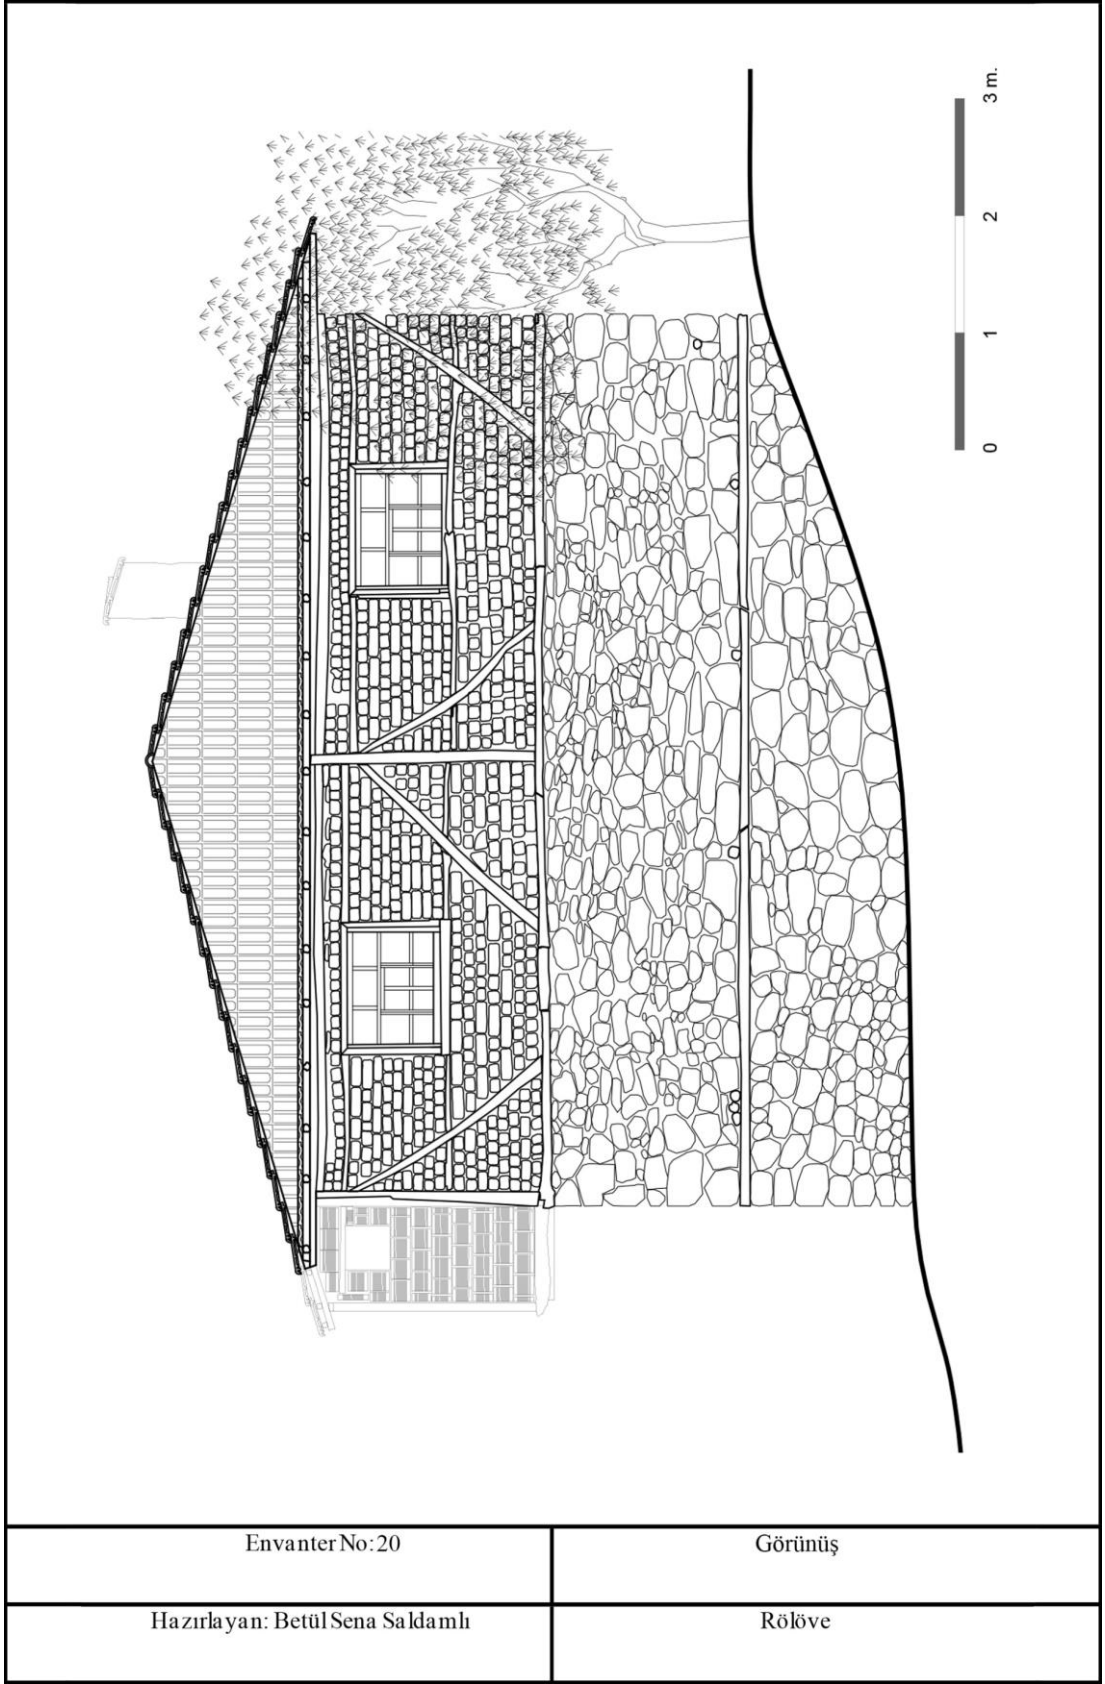 3 m.
2
1
0
Envanter No: 20
Görünüş
Hazırlayan: Betül Sena Saldamlı
Rölöve